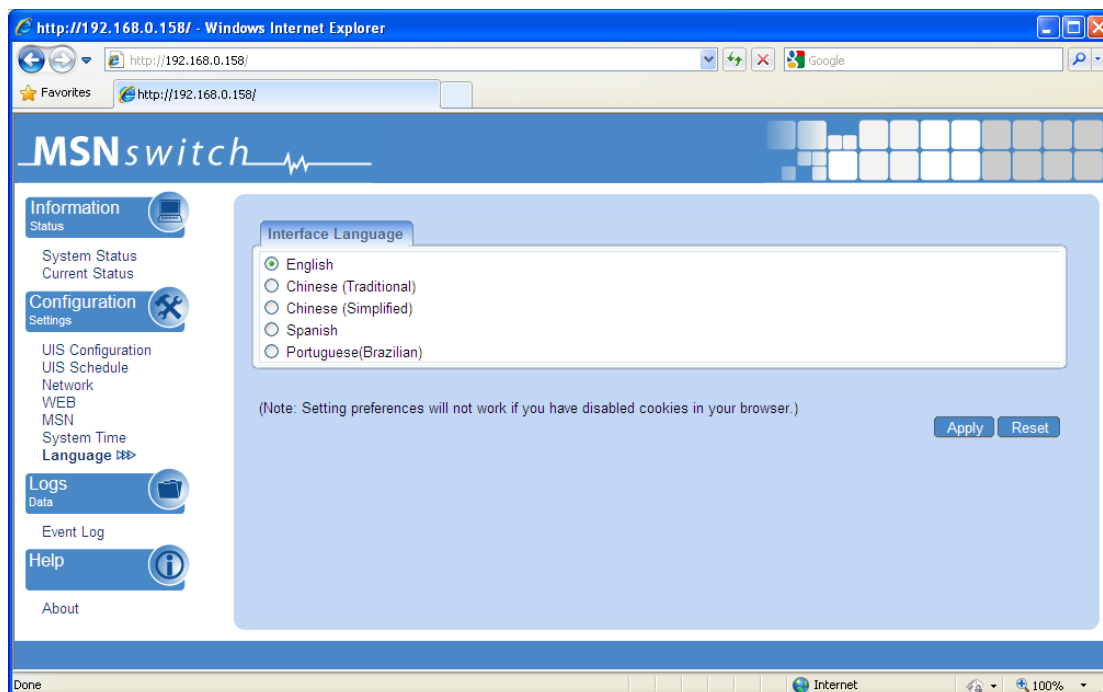 http://192.168.0.158/ - Windows Internet Explorer
http://192.168.0.158/
Google
Favorites
http://192.168.0.158/
MSNswitch
Information
Status
System Status
Current Status
Configuration
Settings
UIS Configuration
UIS Schedule
Network
WEB
MSN
System Time
Language
Logs
Data
Event Log
Help
About
Interface Language
English
Chinese (Traditional)
Chinese (Simplified)
Spanish
Portuguese(Brazilian)
(Note: Setting preferences will not work if you have disabled cookies in your browser.)
Apply Reset
Done
Internet
100%